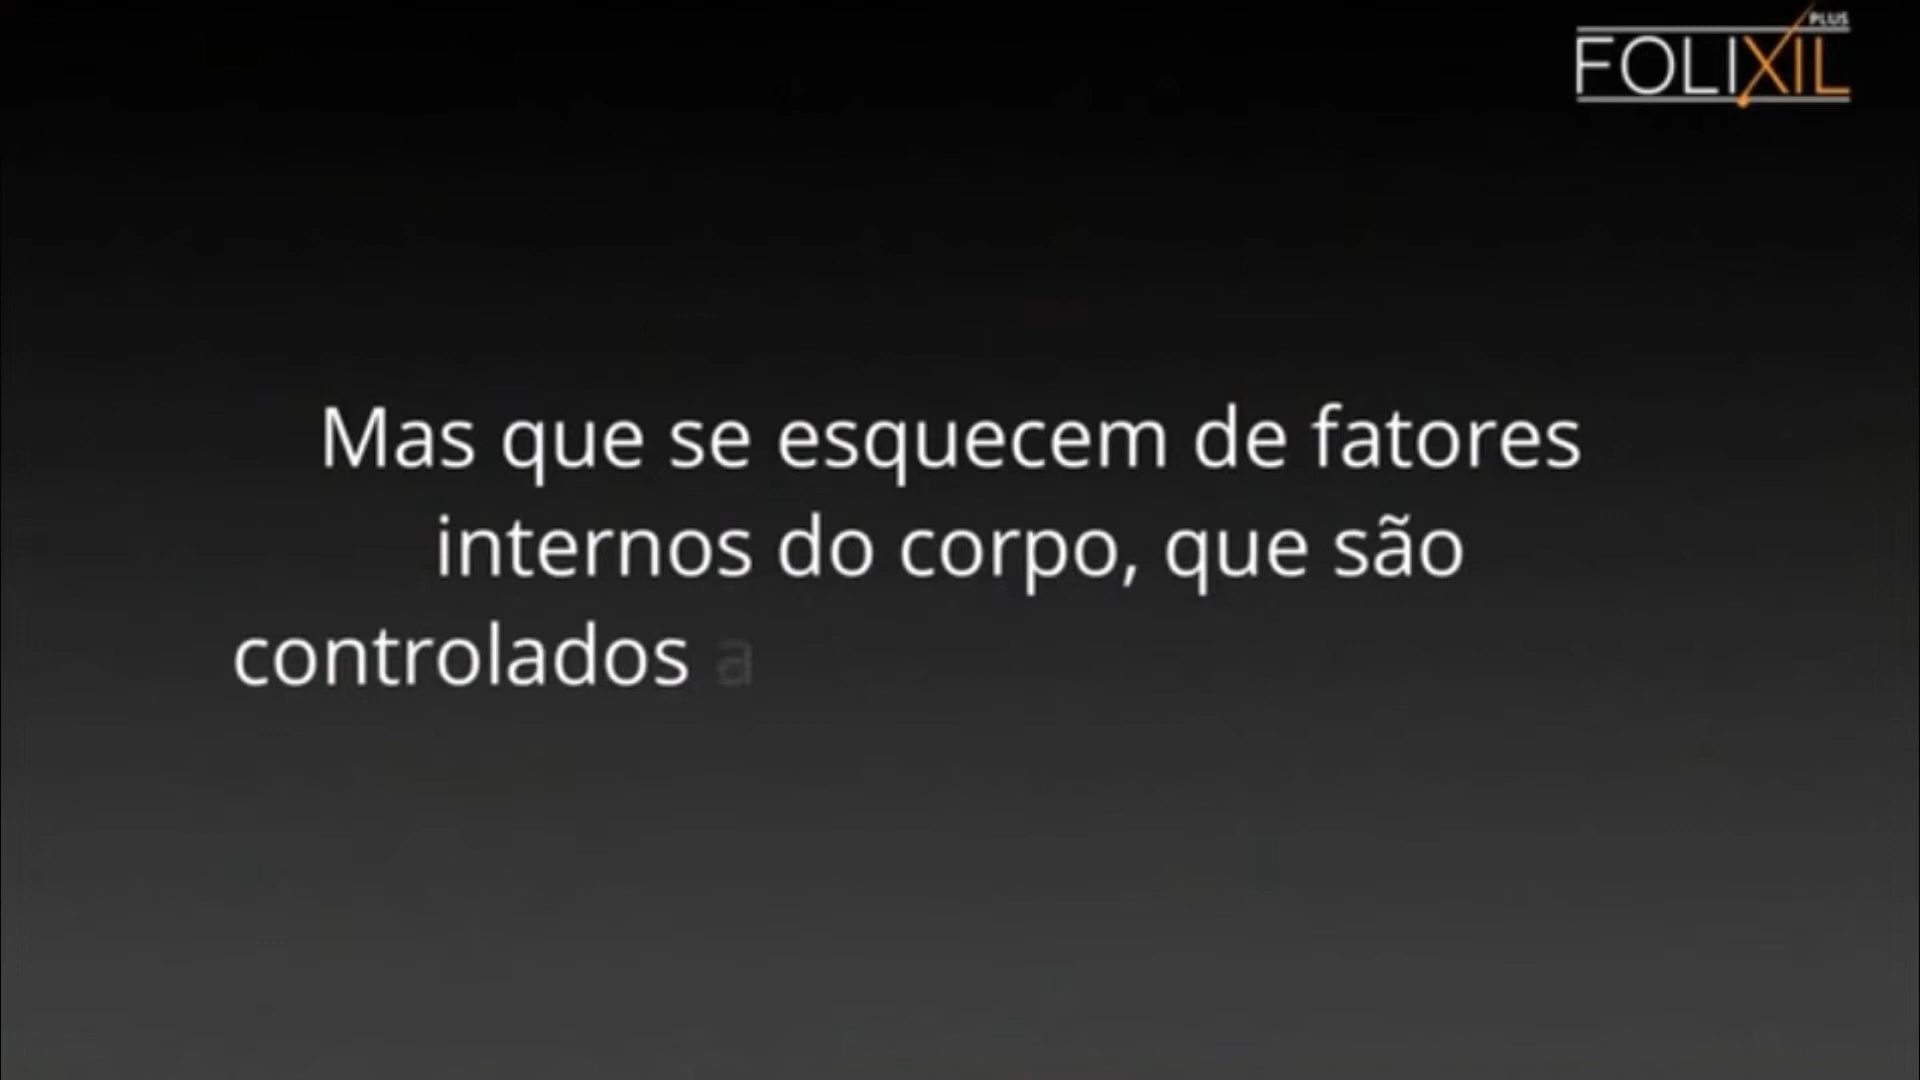 PLUS
FOLIXIL
Mas que se esquecem de fatores
internos do corpo, que são
controlados a